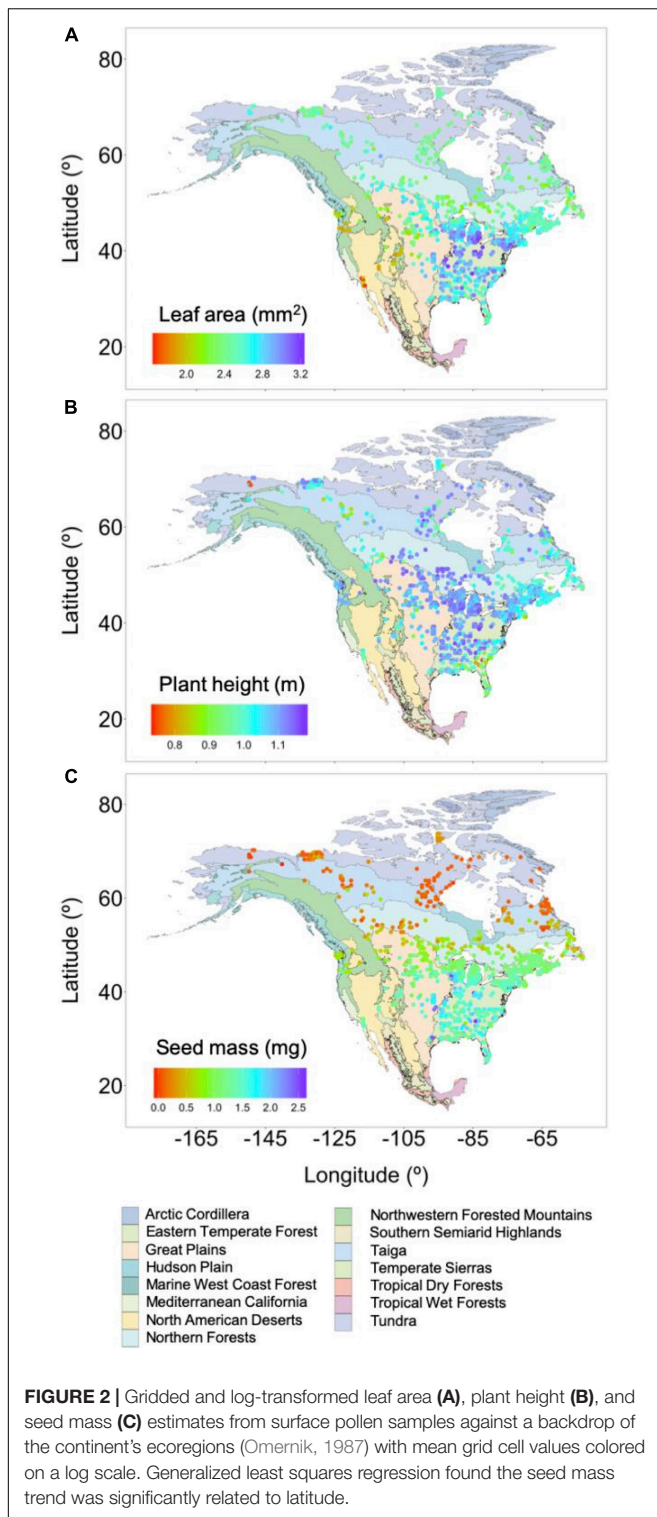 A
80
60
40
20
Latitude (º)
Leaf area (mm²)
2.0 2.4 2.8 3.2
B
80
60
40
20
Latitude (º)
Plant height (m)
0.8 0.9 1.0 1.1
C
80
60
40
20
Latitude (º)
Seed mass (mg)
0.0 0.5 1.0 1.5 2.0 2.5
-165 -145 -125 -105 -85 -65
Longitude (º)
Arctic Cordillera
Eastern Temperate Forest
Great Plains
Hudson Plain
Marine West Coast Forest
Mediterranean California
North American Deserts
Northern Forests
Northwestern Forested Mountains
Southern Semiarid Highlands
Taiga
Temperate Sierras
Tropical Dry Forests
Tropical Wet Forests
Tundra
FIGURE 2 | Gridded and log-transformed leaf area (A), plant height (B), and
seed mass (C) estimates from surface pollen samples against a backdrop of
the continent's ecoregions (Omernik, 1987) with mean grid cell values colored
on a log scale. Generalized least squares regression found the seed mass
trend was significantly related to latitude.